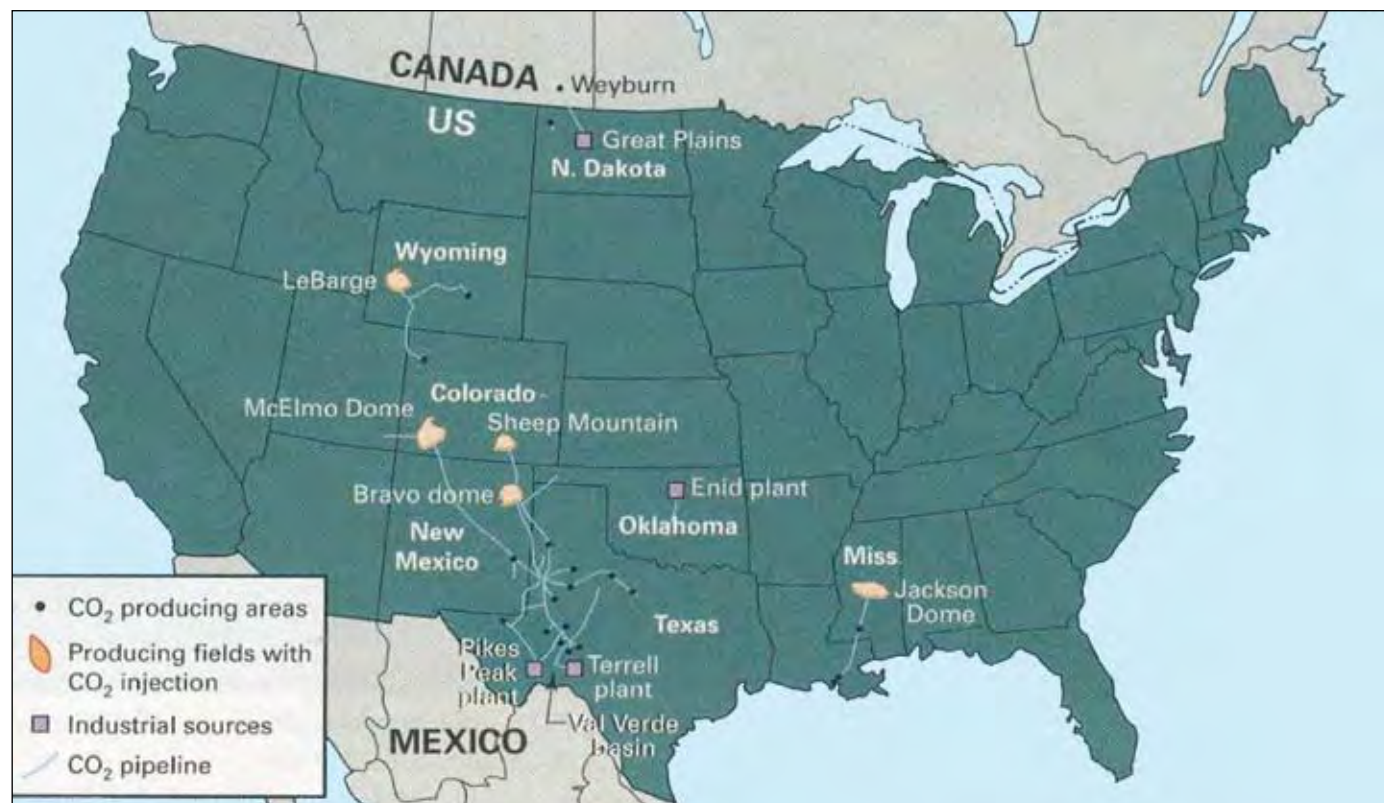 CANADA
Weyburn
US
Great Plains
N. Dakota
Wyoming
LeBarge
Colorado
McElmo Dome
Sheep Mountain
Bravo dome
Enid plant
Oklahoma
New
Mexico
Miss
Jackson
Dome
Texas
Pikes
Peak
plant
Terrell
plant
Val Verde
basin
MEXICO
CO₂ producing areas
Producing fields with
CO₂ injection
Industrial sources
CO₂ pipeline